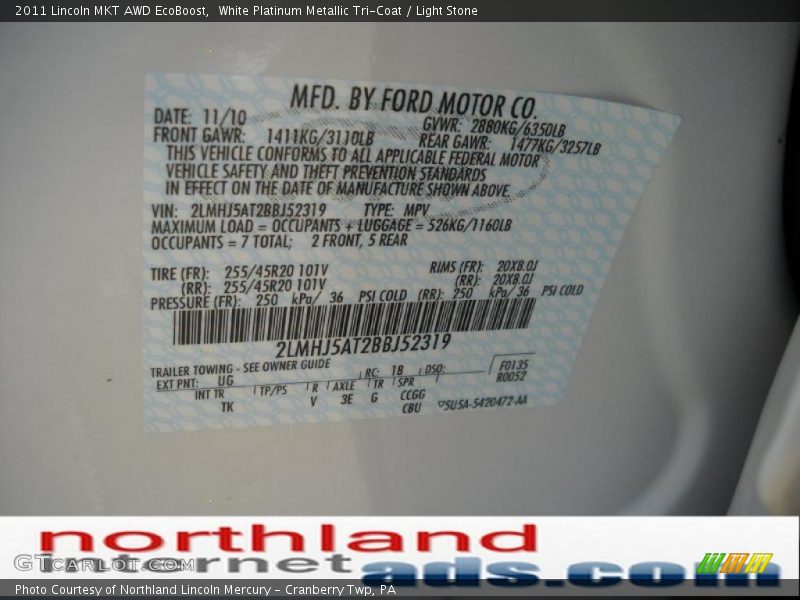 2011 Lincoln MKT AWD EcoBoost,  White Platinum Metallic Tri-Coat / Light Stone
MFD. BY FORD MOTOR CO.
DATE: 11/10 GVWR: 2880KG/6350LB
FRONT GAWR: 1411KG/3110LB REAR GAWR: 1477KG/3257LB
THIS VEHICLE CONFORMS TO ALL APPLICABLE FEDERAL MOTOR
VEHICLE SAFETY AND THEFT PREVENTION STANDARDS
IN EFFECT ON THE DATE OF MANUFACTURE SHOWN ABOVE.
VIN: 2LMHJ5AT2BBJ52319 TYPE: MPV
MAXIMUM LOAD = OCCUPANTS + LUGGAGE = 526KG/1160LB
OCCUPANTS = 7 TOTAL; 2 FRONT, 5 REAR
TIRE (FR): 255/45R20 101V RIMS (FR): 20X8.0J
(RR): 255/45R20 101V (RR): 20X8.0J
PRESSURE (FR): 250 kPa/ 36 PSI COLD (RR): 250 kPa/ 36 PSI COLD
2LMHJ5AT2BBJ52319
TRAILER TOWING - SEE OWNER GUIDE
EXT PNT: UG RC: 18 DSO: F0135
R0052
INT TR TP/PS R AXLE TR SPR
TK V 3E G CCGG
CBU 5U5A-5420472-AA
northland
internet
ads.com
GTcarlot.com
Photo Courtesy of Northland Lincoln Mercury - Cranberry Twp, PA